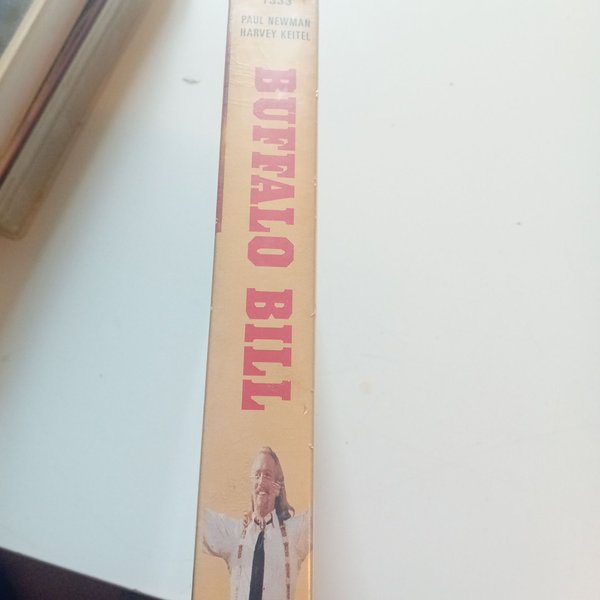 PAUL NEWMAN
HARVEY KEITEL
BUFFALO BILL